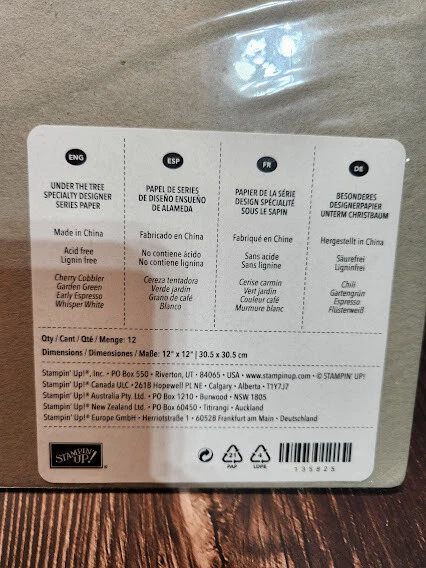 ENG
UNDER THE TREE
SPECIALTY DESIGNER
SERIES PAPER
Made in China
Acid free
Lignin free
Cherry Cobbler
Garden Green
Early Espresso
Whisper White
ESP
PAPEL DE SERIES
DE DISEÑO ENSUEÑO
DE ALAMEDA
Fabricado en China
No contiene ácido
No contiene lignina
Cereza tentadora
Verde jardín
Grano de café
Blanco
FR
PAPIER DE LA SÉRIE
DESIGN SPÉCIALITÉ
SOUS LE SAPIN
Fabriqué en Chine
Sans acide
Sans lignine
Cerise carmin
Vert jardin
Couleur café
Murmure blanc
DE
BESONDERES
DESIGNERPAPIER
UNTERM CHRISTBAUM
Hergestellt in China
Säurefrei
Ligninfrei
Chili
Gartengrün
Espresso
Flüsterweiß
Qty / Cant / Qté / Menge: 12
Dimensions / Dimensiones / Maße: 12" x 12" | 30.5 x 30.5 cm
Stampin' Up!®, Inc. • PO Box 550 • Riverton, UT • 84065 • USA • www.stampinup.com • © STAMPIN' UP!
Stampin' Up!® Canada ULC • 2618 Hopewell Pl NE • Calgary • Alberta • T1Y7J7
Stampin' Up!® Australia Pty. Ltd. • PO Box 1210 • Burwood • NSW 1805
Stampin' Up!® New Zealand Ltd. • PO Box 60450 • Titirangi • Auckland
Stampin' Up!® Europe GmbH • Herriotstraße 1 • 60528 Frankfurt am Main • Deutschland
STAMPIN' UP!
21
PAP
4
LDPE
135825